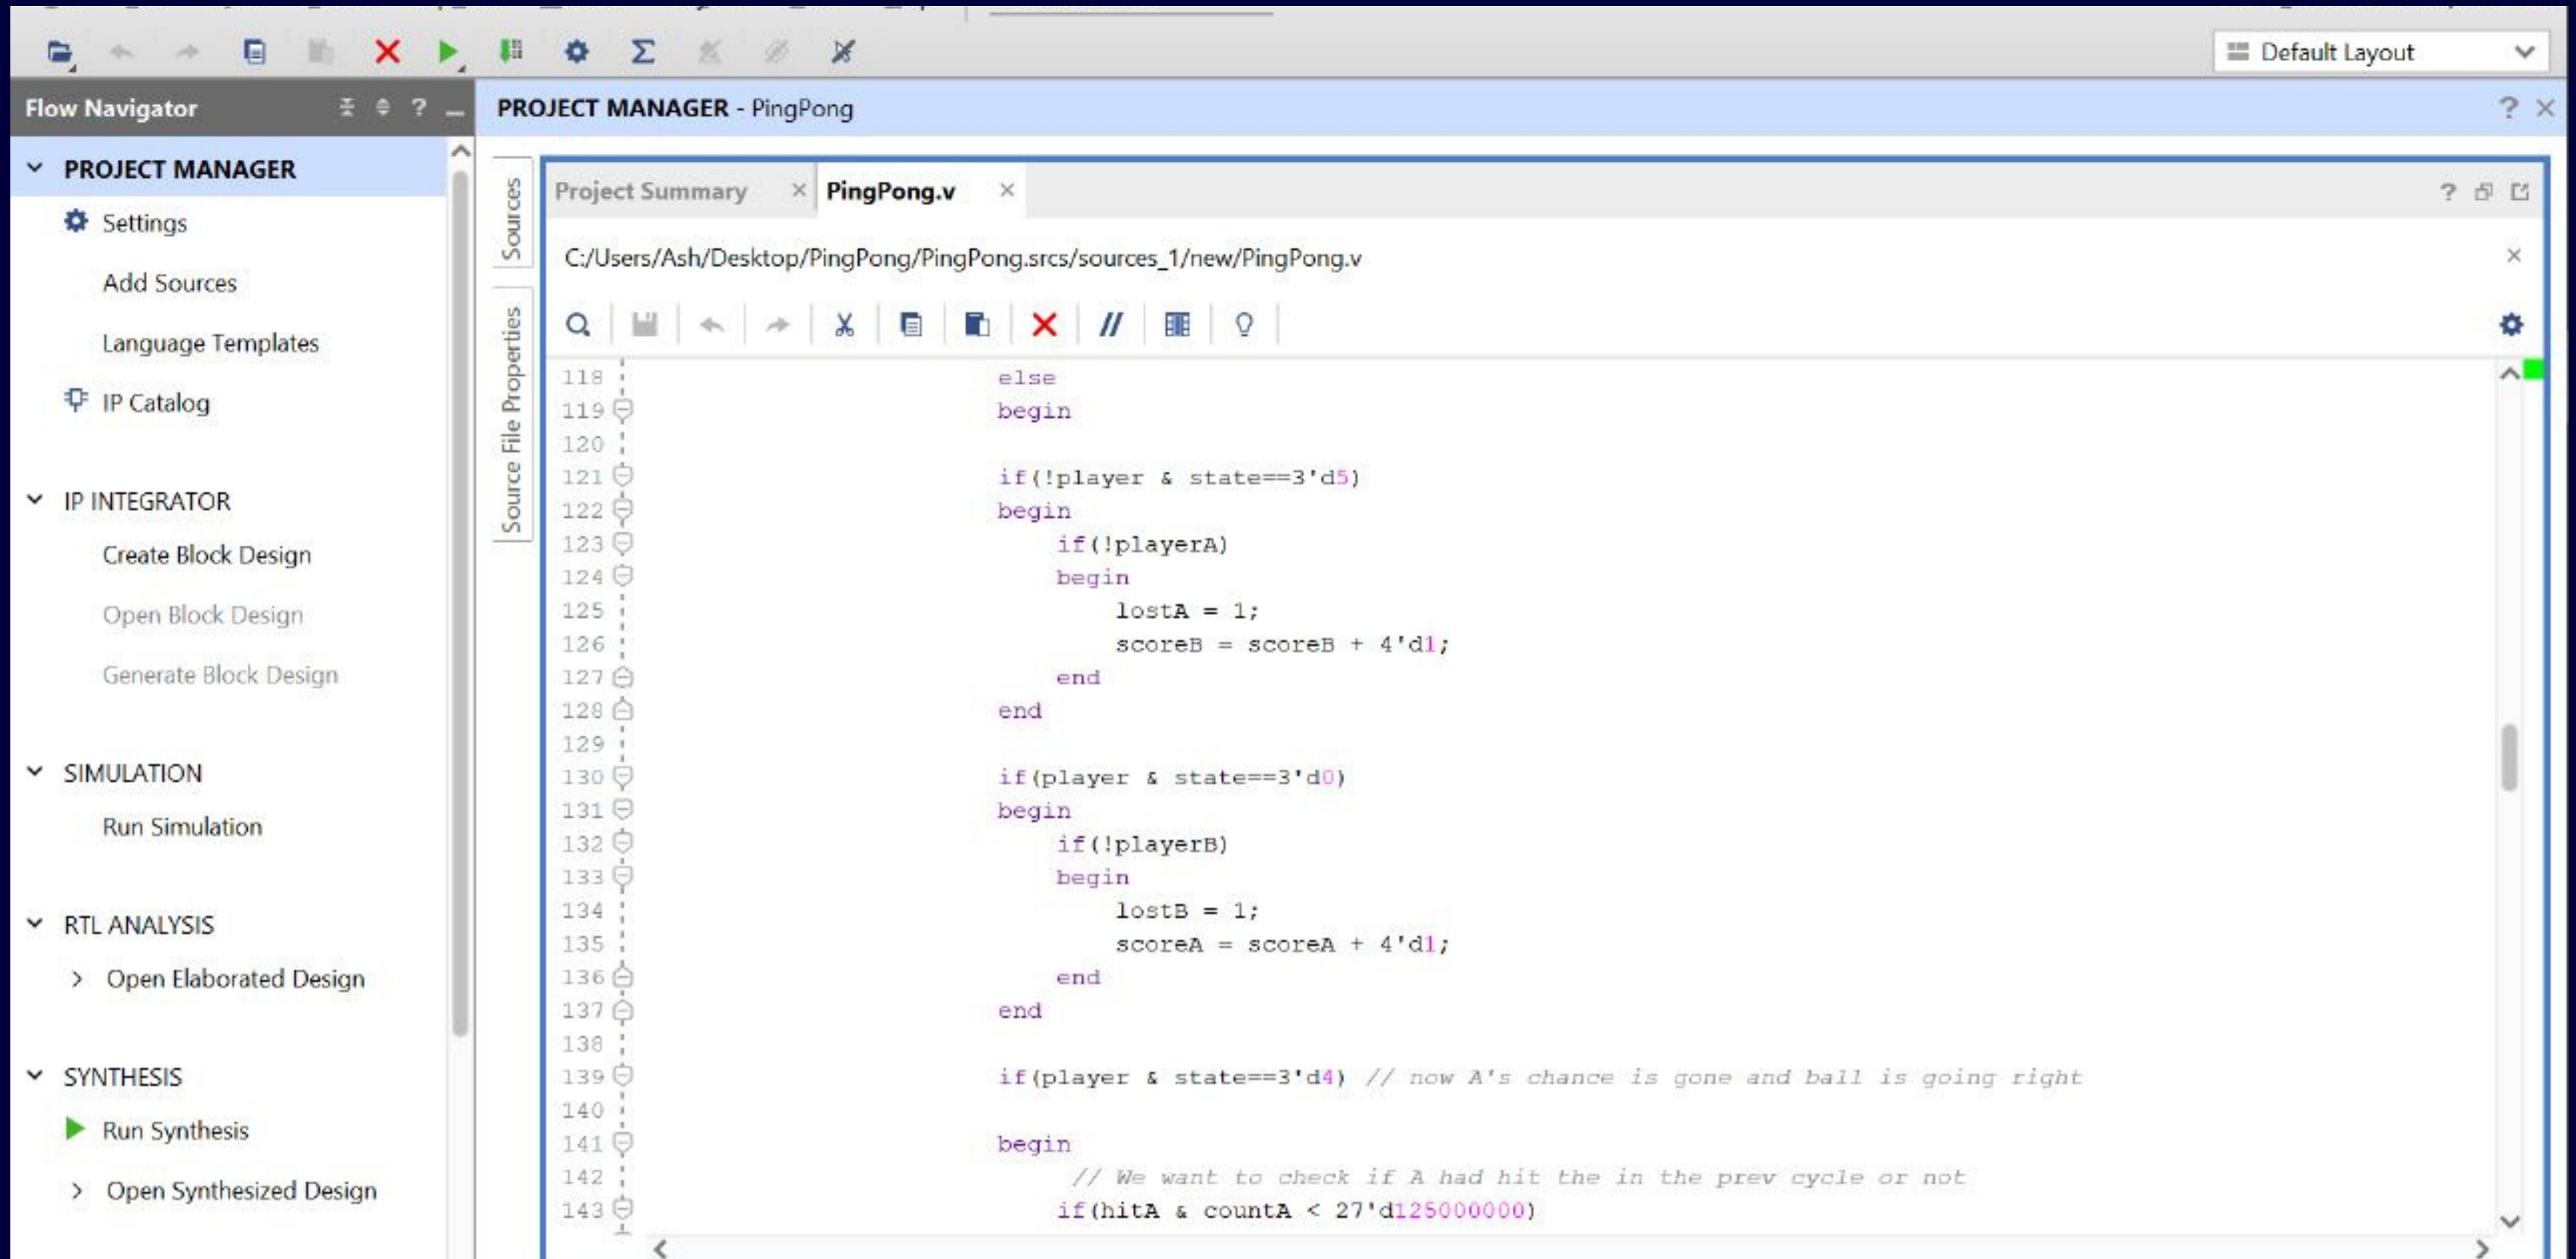 Default Layout
Flow Navigator
PROJECT MANAGER
Settings
Add Sources
Language Templates
IP Catalog
IP INTEGRATOR
Create Block Design
Open Block Design
Generate Block Design
SIMULATION
Run Simulation
RTL ANALYSIS
Open Elaborated Design
SYNTHESIS
Run Synthesis
Open Synthesized Design
PROJECT MANAGER - PingPong
Sources
Source File Properties
Project Summary
PingPong.v
C:/Users/Ash/Desktop/PingPong/PingPong.srcs/sources_1/new/PingPong.v
118 else
119 begin
120
121 if(!player & state==3'd5)
122 begin
123 if(!playerA)
124 begin
125 lostA = 1;
126 scoreB = scoreB + 4'd1;
127 end
128 end
129
130 if(player & state==3'd0)
131 begin
132 if(!playerB)
133 begin
134 lostB = 1;
135 scoreA = scoreA + 4'd1;
136 end
137 end
138
139 if(player & state==3'd4) // now A's chance is gone and ball is going right
140
141 begin
142 // We want to check if A had hit the in the prev cycle or not
143 if(hitA & countA < 27'd125000000)